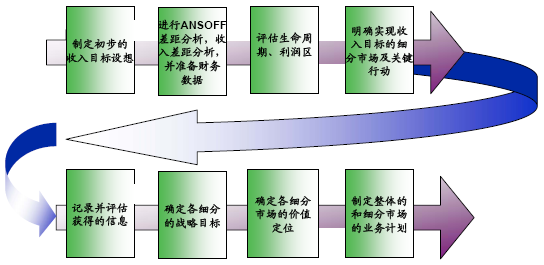 制定初步的
收入目标设想
进行ANSOFF
差距分析，收
入差距分析，
并准备财务
数据
评估生命周
期、利润区
明确实现收
入目标的细
分市场及关键
行动
记录并评估
获得的信息
确定各细分
的战略目标
确定各细分
市场的价值
定位
制定整体的
和细分市场
的业务计划